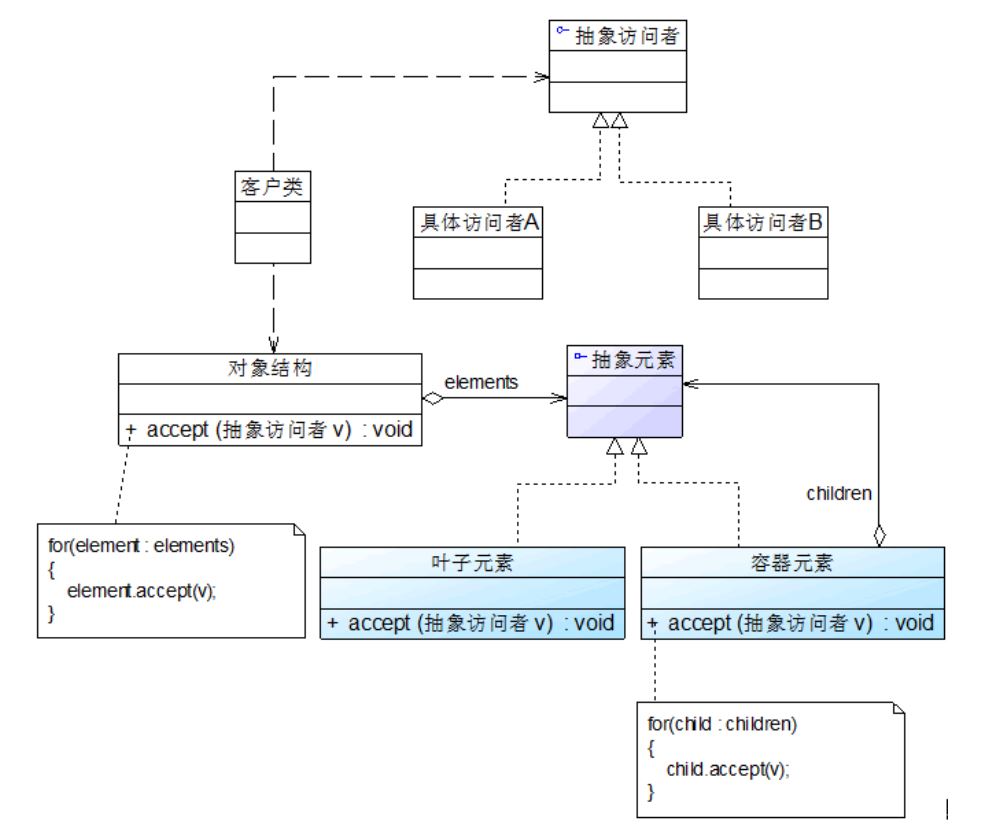 抽象访问者
客户类
具体访问者A
具体访问者B
对象结构
+ accept (抽象访问者 v) : void
elements
抽象元素
children
for(element : elements)
{
element.accept(v);
}
叶子元素
+ accept (抽象访问者 v) : void
容器元素
+ accept (抽象访问者 v) : void
for(child : children)
{
child.accept(v);
}